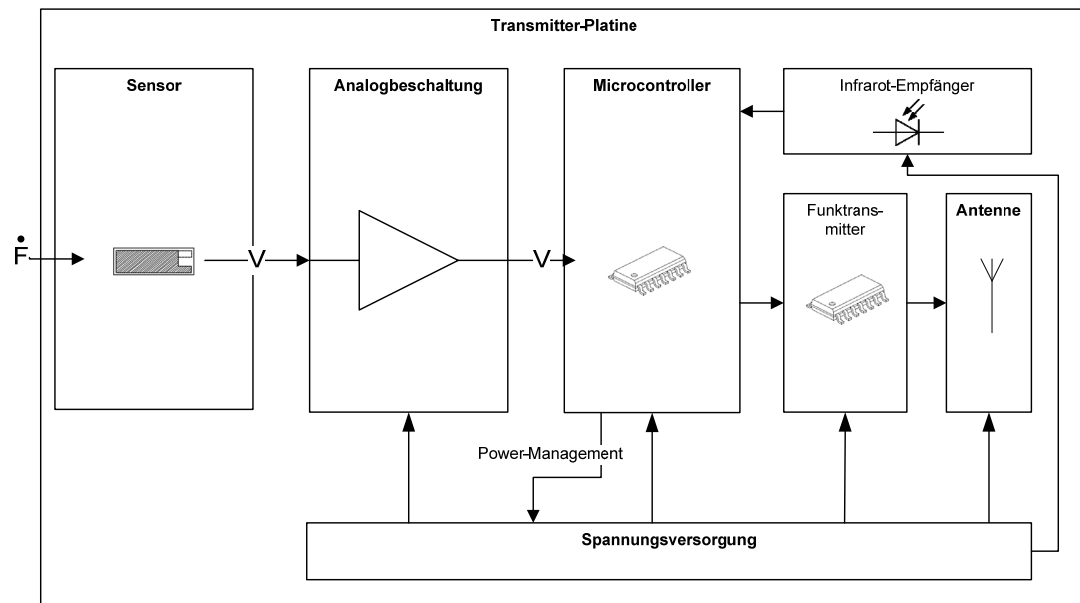 Transmitter-Platine
Sensor
Analogbeschaltung
Microcontroller
Infrarot-Empfänger
Funktrans-
mitter
Antenne
Ḟ
V
V
Power-Management
Spannungsversorgung